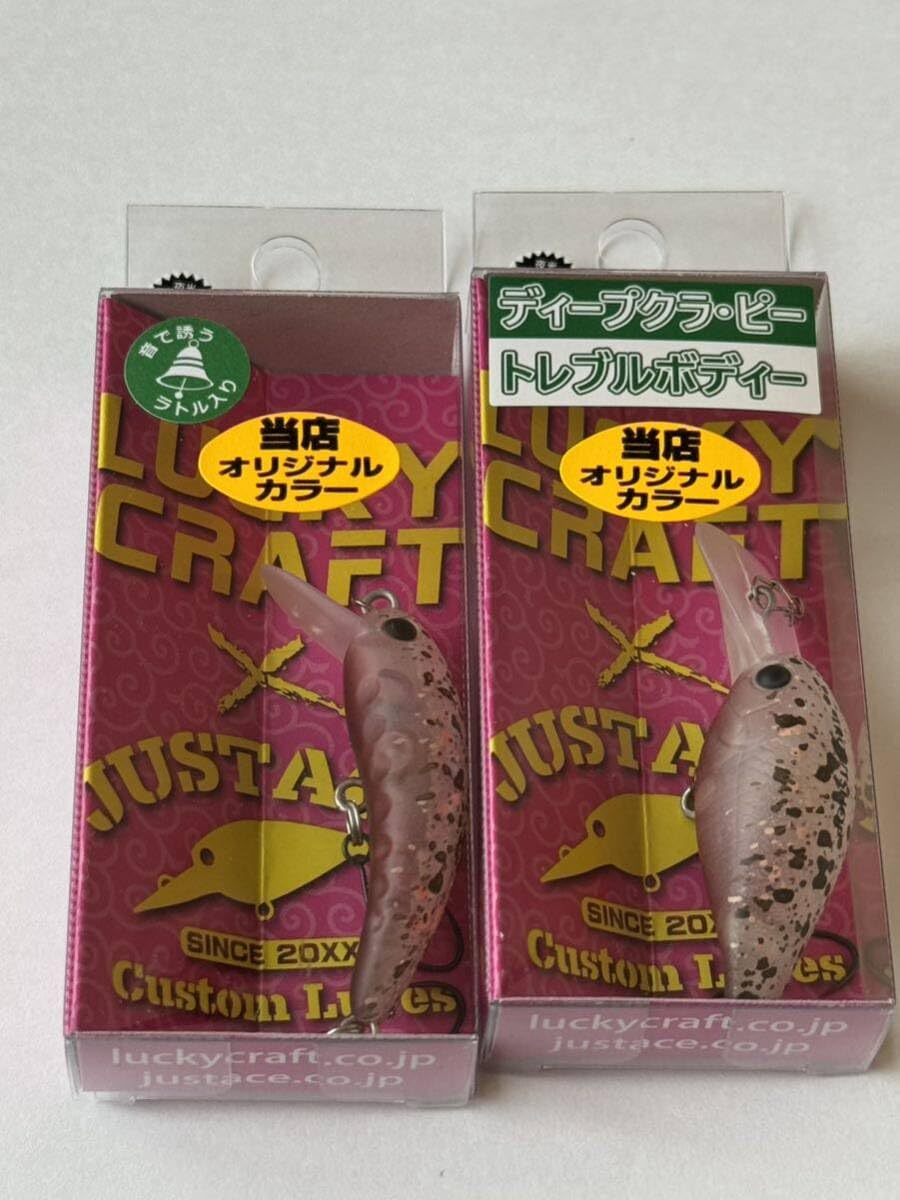 音で誘う
ラトル入り
当店
オリジナル
カラー
LUCKY
CRAFT
×
JUSTA
SINCE 20XX
Custom Lures
luckycraft.co.jp
justace.co.jp
ディープクラ・ピー
トレブルボディー
当店
オリジナル
カラー
LUCKY
CRAFT
×
JUSTA
SINCE 20X
Custom Lures
luckycraft.co.jp
justace.co.jp